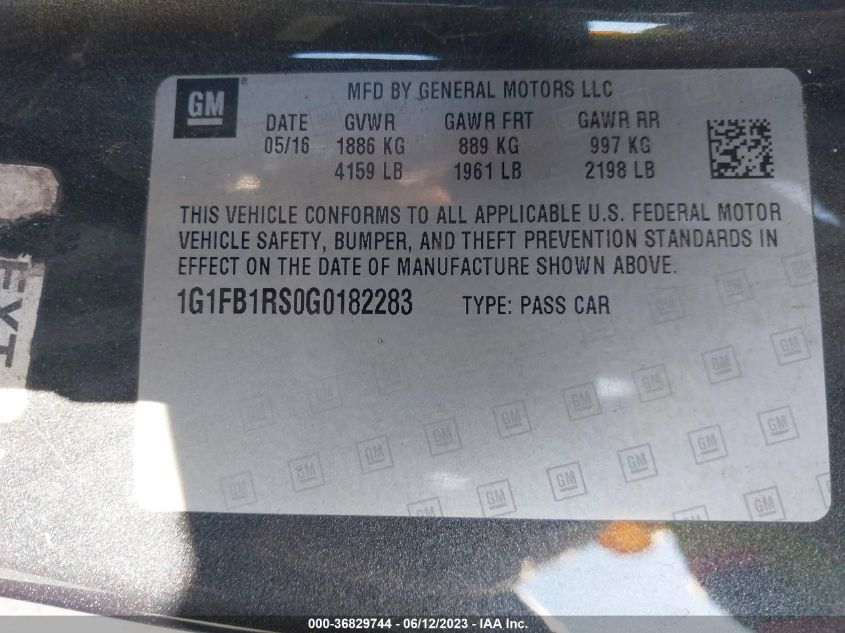 GM ® MFD BY GENERAL MOTORS LLC
DATE GVWR GAWR FRT GAWR RR
05/16 1886 KG 889 KG 997 KG
4159 LB 1961 LB 2198 LB
THIS VEHICLE CONFORMS TO ALL APPLICABLE U.S. FEDERAL MOTOR
VEHICLE SAFETY, BUMPER, AND THEFT PREVENTION STANDARDS IN
EFFECT ON THE DATE OF MANUFACTURE SHOWN ABOVE.
1G1FB1RS0G0182283 TYPE: PASS CAR
000-36829744 - 06/12/2023 - IAA Inc.